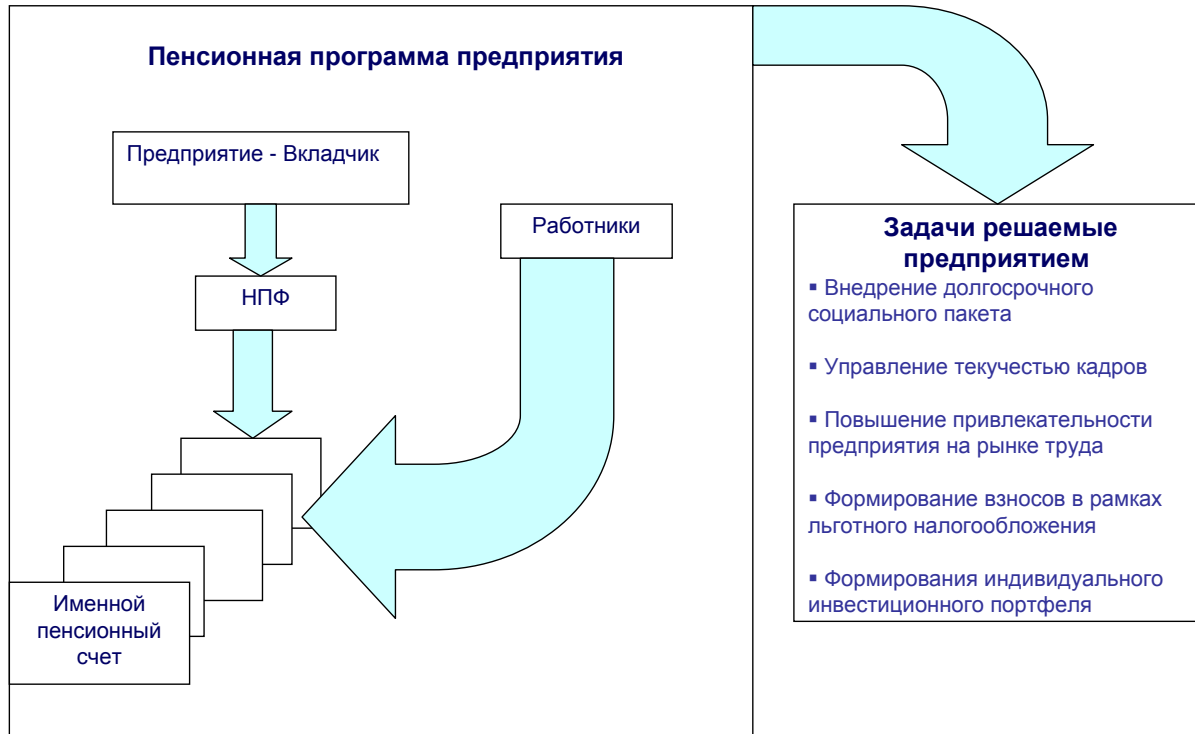 Пенсионная программа предприятия
Предприятие - Вкладчик
Работники
НПФ
Именной
пенсионный
счет
Задачи решаемые
предприятием
▪ Внедрение долгосрочного
социального пакета
▪ Управление текучестью кадров
▪ Повышение привлекательности
предприятия на рынке труда
▪ Формирование взносов в рамках
льготного налогообложения
▪ Формирования индивидуального
инвестиционного портфеля